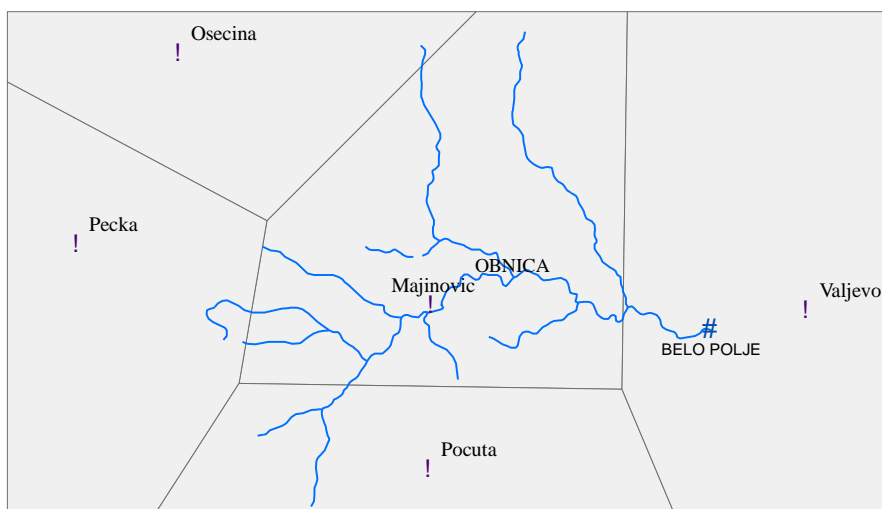 Osecina
!
Pecka
!
OBNICA
Majinovic
!
Valjevo
!
#
BELO POLJE
Pocuta
!